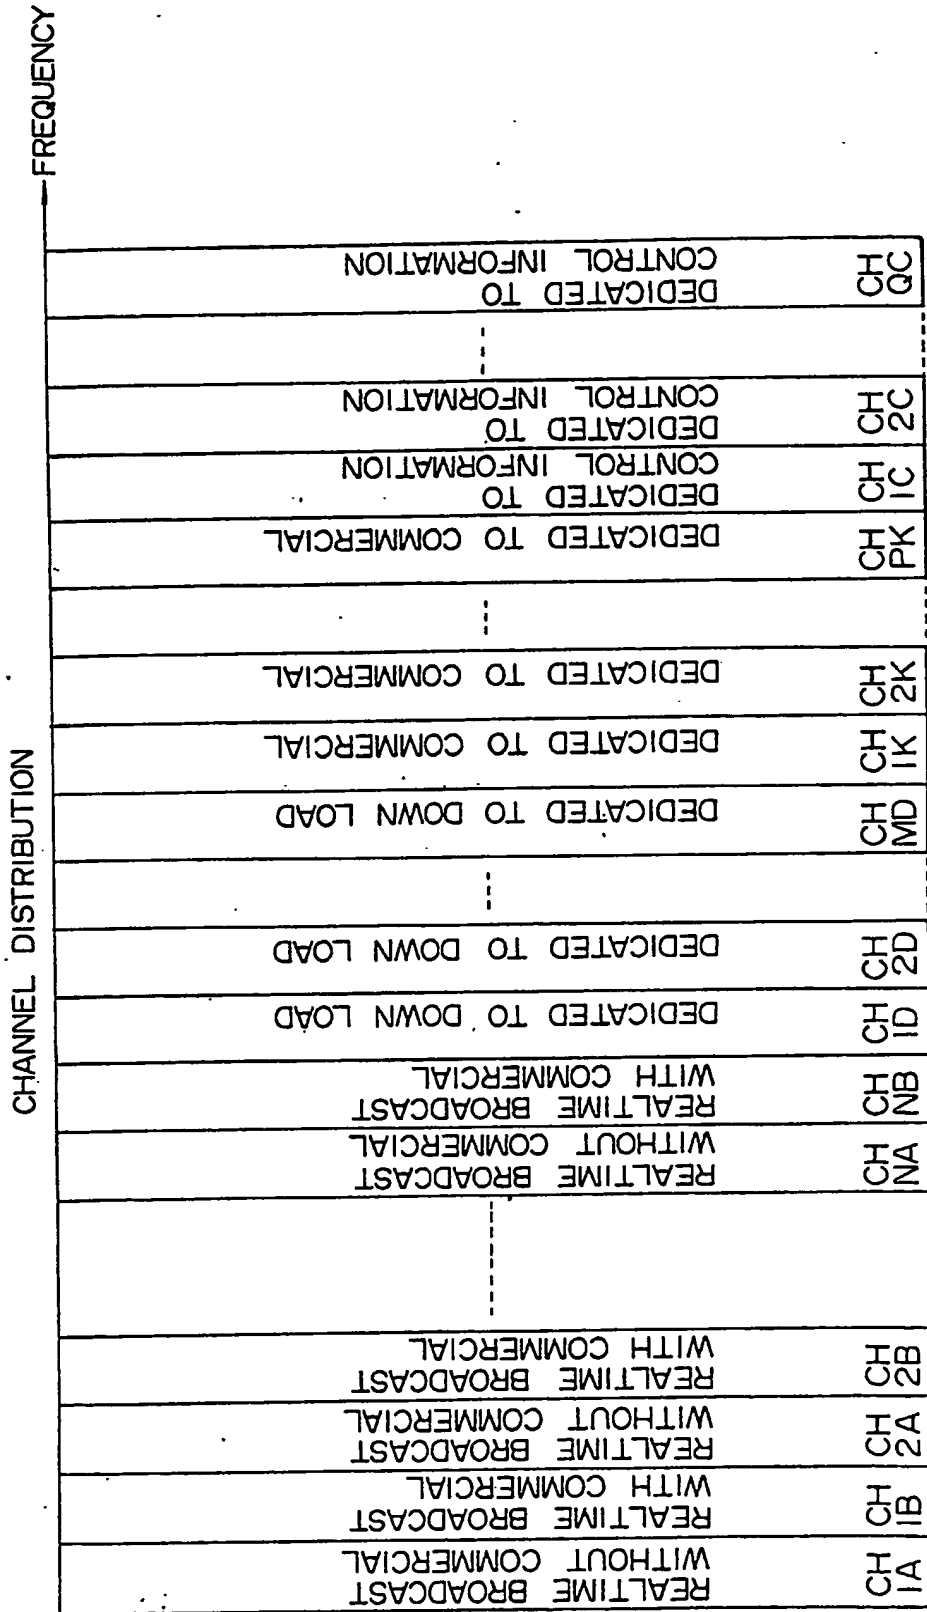 CHANNEL DISTRIBUTION
FREQUENCY
REALTIME BROADCAST
WITHOUT COMMERCIAL
CH
1A
REALTIME BROADCAST
WITH COMMERCIAL
CH
1B
REALTIME BROADCAST
WITHOUT COMMERCIAL
CH
2A
REALTIME BROADCAST
WITH COMMERCIAL
CH
2B
REALTIME BROADCAST
WITHOUT COMMERCIAL
CH
NA
REALTIME BROADCAST
WITH COMMERCIAL
CH
NB
DEDICATED TO DOWN LOAD
CH
1D
DEDICATED TO DOWN LOAD
CH
2D
DEDICATED TO DOWN LOAD
CH
MD
DEDICATED TO COMMERCIAL
CH
1K
DEDICATED TO COMMERCIAL
CH
2K
DEDICATED TO COMMERCIAL
CH
PK
DEDICATED TO
CONTROL INFORMATION
CH
1C
DEDICATED TO
CONTROL INFORMATION
CH
2C
DEDICATED TO
CONTROL INFORMATION
CH
QC